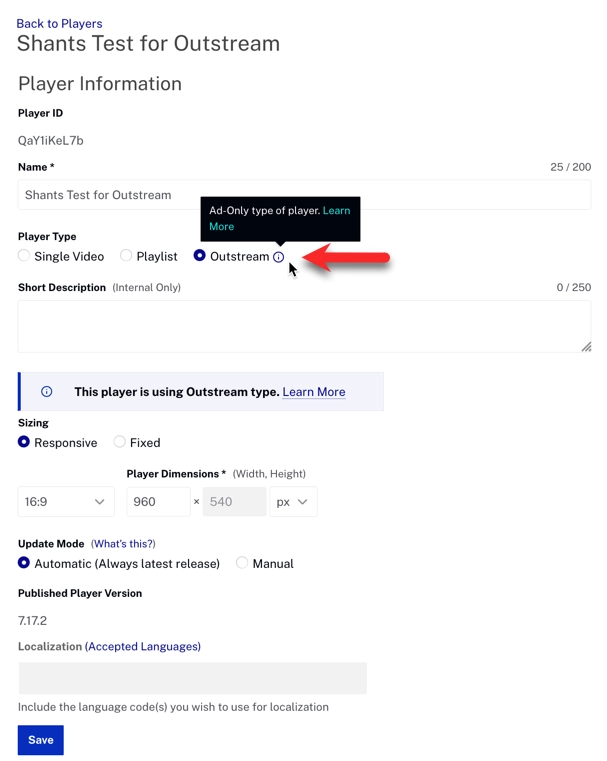 Back to Players
Shants Test for Outstream
Player Information
Player ID
QaY1iKeL7b
Name * 25 / 200
Shants Test for Outstream
Ad-Only type of player. Learn
More
Player Type
Single Video Playlist Outstream
Short Description (Internal Only) 0 / 250
This player is using Outstream type. Learn More
Sizing
Responsive Fixed
Player Dimensions * (Width, Height)
16:9 960 × 540 px
Update Mode (What's this?)
Automatic (Always latest release) Manual
Published Player Version
7.17.2
Localization (Accepted Languages)
Include the language code(s) you wish to use for localization
Save